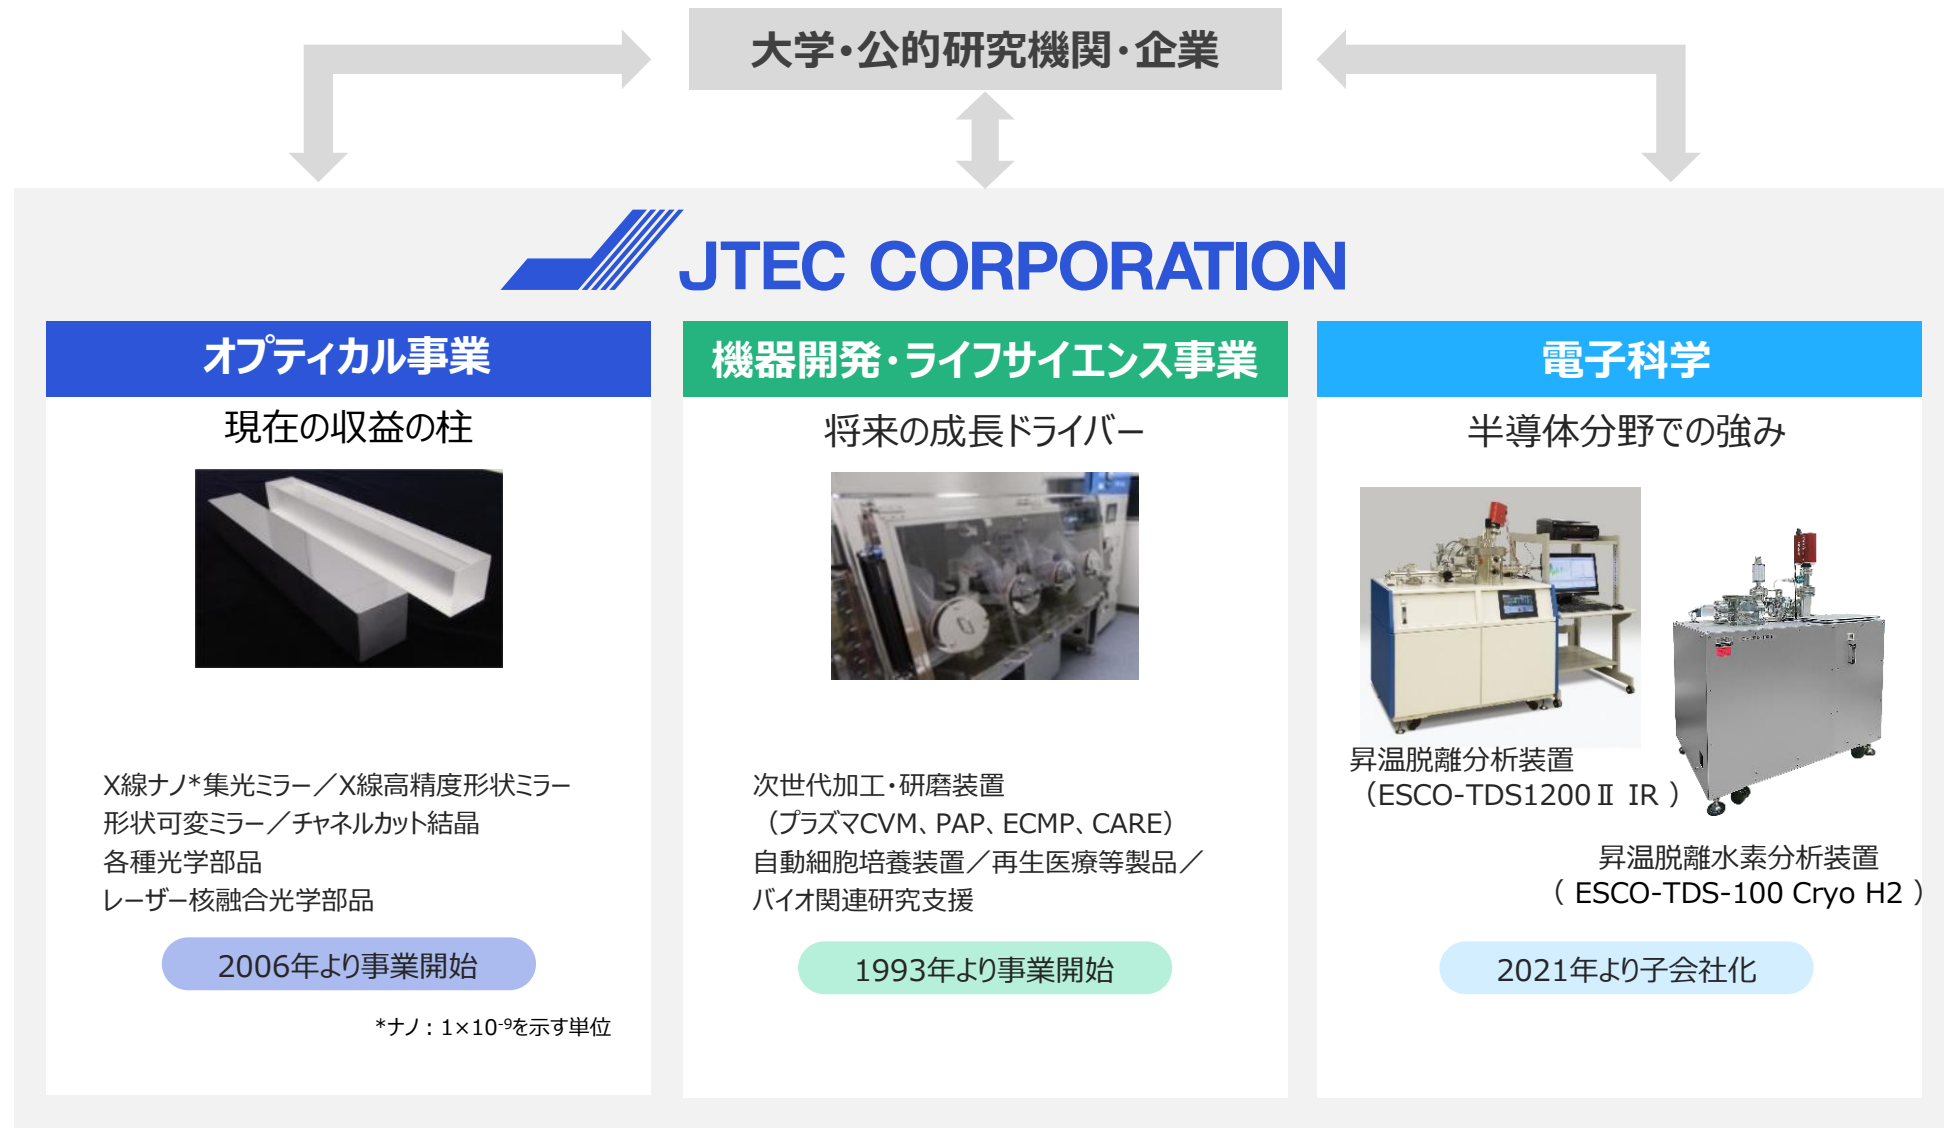 大学・公的研究機関・企業
JTEC CORPORATION
オプティカル事業
現在の収益の柱
X線ナノ*集光ミラー／X線高精度形状ミラー
形状可変ミラー／チャネルカット結晶
各種光学部品
レーザー核融合光学部品
2006年より事業開始
*ナノ：1×10⁻⁹を示す単位
機器開発・ライフサイエンス事業
将来の成長ドライバー
次世代加工・研磨装置
（プラズマCVM、PAP、ECMP、CARE）
自動細胞培養装置／再生医療等製品／
バイオ関連研究支援
1993年より事業開始
電子科学
半導体分野での強み
昇温脱離分析装置
（ESCO-TDS1200Ⅱ IR ）
昇温脱離水素分析装置
（ ESCO-TDS-100 Cryo H2 ）
2021年より子会社化